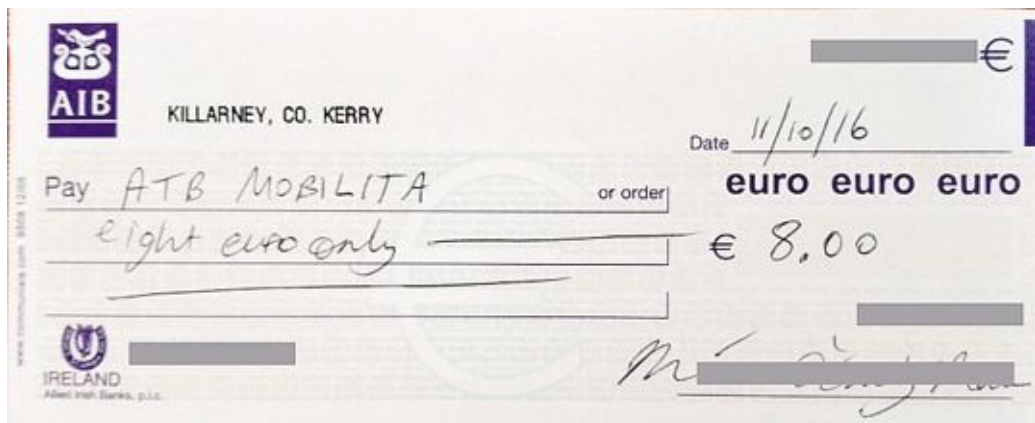 €
AIB
KILLARNEY, CO. KERRY
Date 11/10/16
Pay ATB MOBILITA or order
euro euro euro
eight euro only
€ 8.00
IRELAND
Allied Irish Banks, p.l.c.